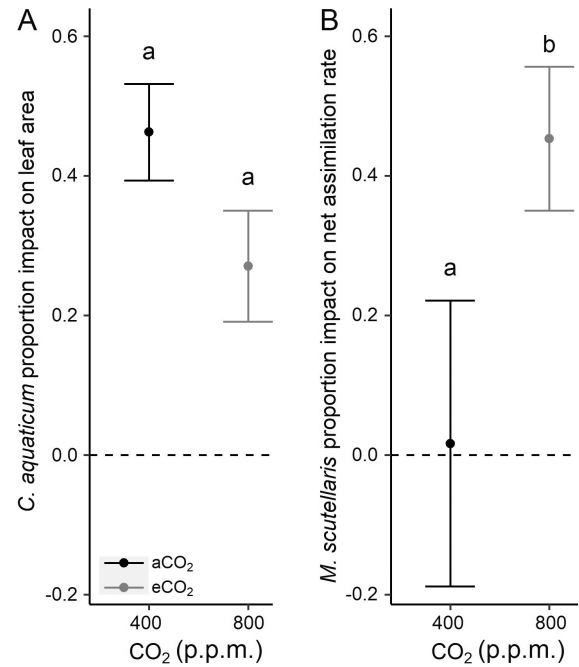 A
C. aquaticum proportion impact on leaf area
0.6
0.4
0.2
0.0
-0.2
a
a
aCO₂
eCO₂
400
800
CO₂ (p.p.m.)
B
M. scutellaris proportion impact on net assimilation rate
0.6
0.4
0.2
0.0
-0.2
a
b
400
800
CO₂ (p.p.m.)